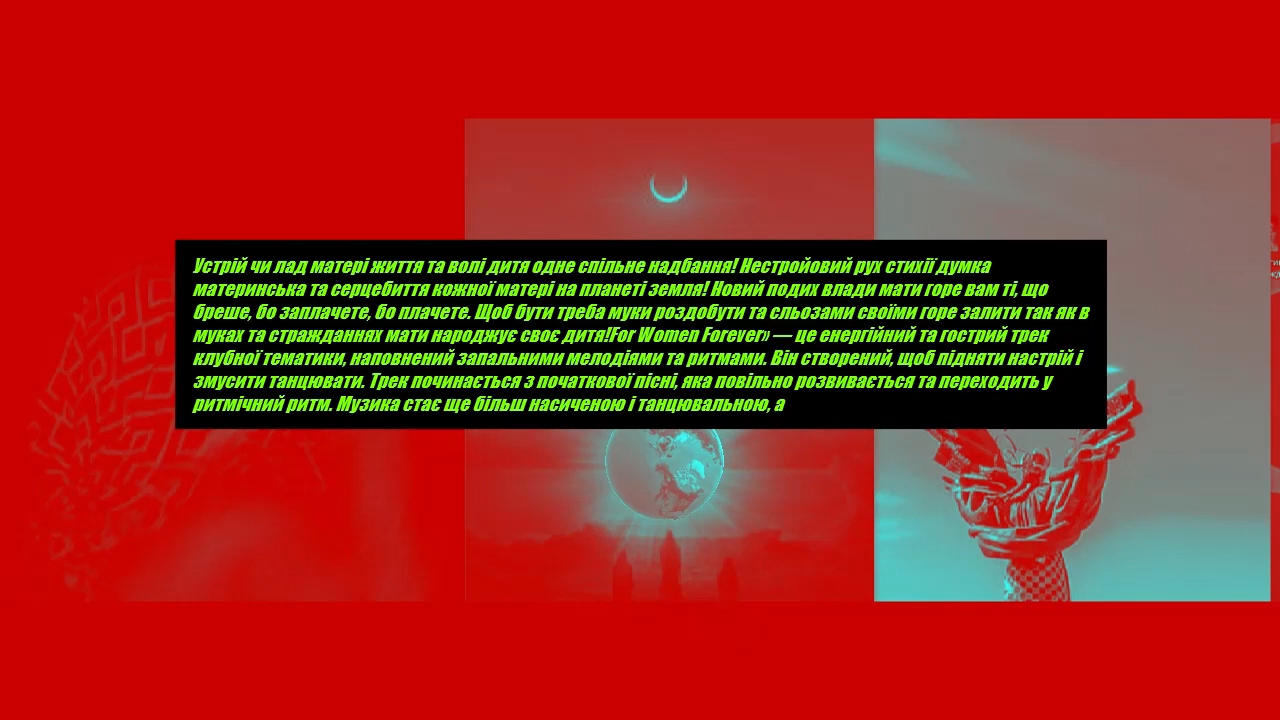 Устрій чи лад матері життя та волі дитя одне спільне надбання! Нестройовий рух стихії думка
материнська та серцебиття кожної матері на планеті земля! Новий подих влади мати горе вам ті, що
бреше, бо заплачете, бо плачете. Щоб бути треба муки роздобути та сльозами своїми горе залити так як в
муках та стражданнях мати народжує своє дитя!For Women Forever» — це енергійний та гострий трек
клубної тематики, наповнений запальними мелодіями та ритмами. Він створений, щоб підняти настрій і
змусити танцювати. Трек починається з початкової пісні, яка повільно розвивається та переходить у
ритмічний ритм. Музика стає ще більш насиченою і танцювальною, а